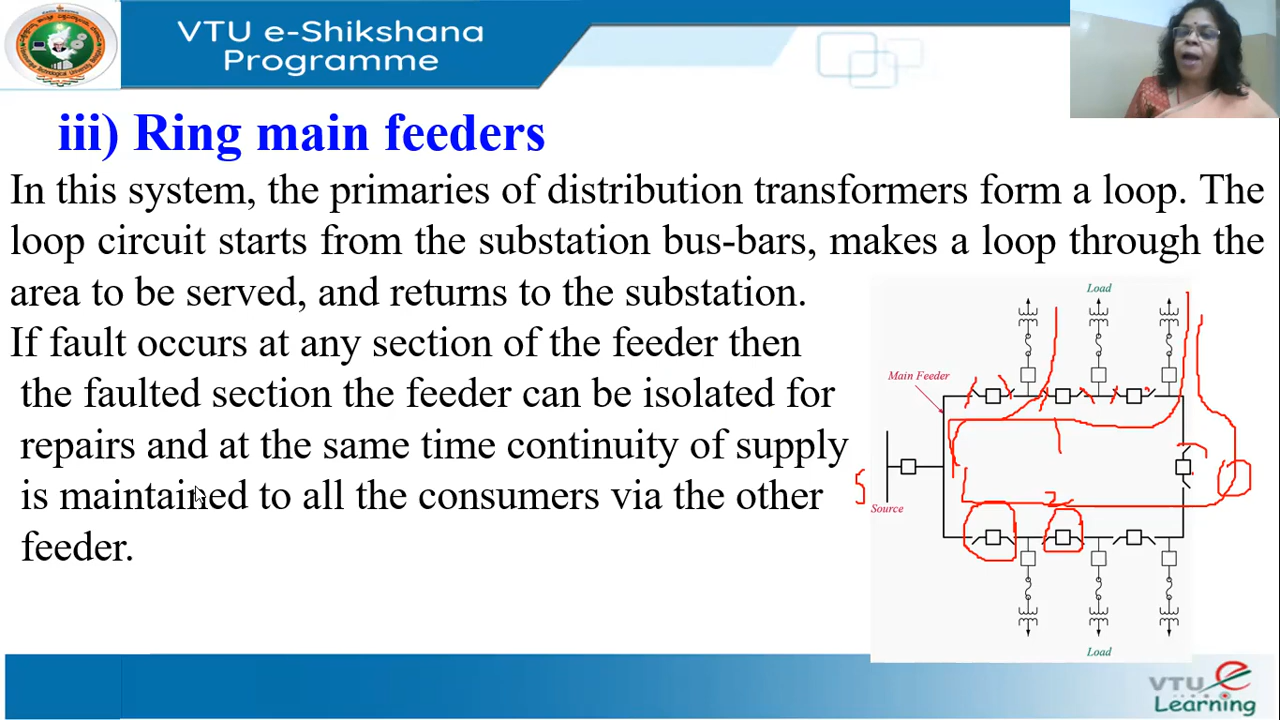 VTU e-Shikshana
Programme
iii) Ring main feeders
In this system, the primaries of distribution transformers form a loop. The
loop circuit starts from the substation bus-bars, makes a loop through the
area to be served, and returns to the substation.
If fault occurs at any section of the feeder then
the faulted section the feeder can be isolated for
repairs and at the same time continuity of supply
is maintained to all the consumers via the other
feeder.
Load
Main Feeder
Source
Load
VTU e
Learning